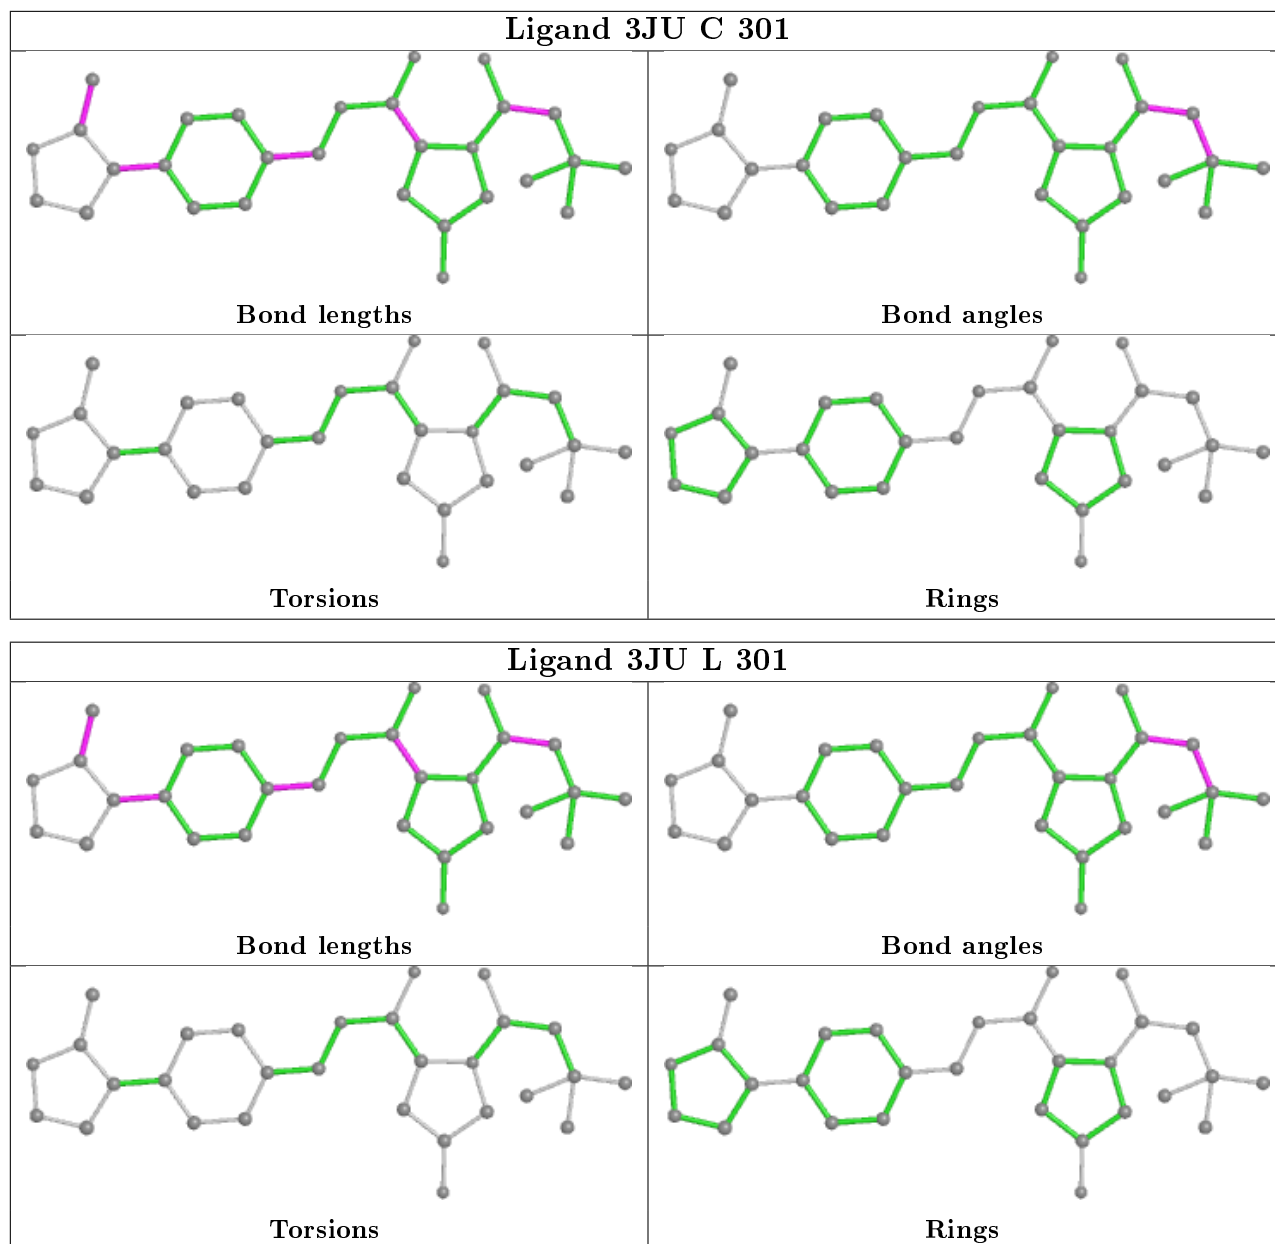 Ligand 3JU C 301
Bond lengths
Bond angles
Torsions
Rings
Ligand 3JU L 301
Bond lengths
Bond angles
Torsions
Rings